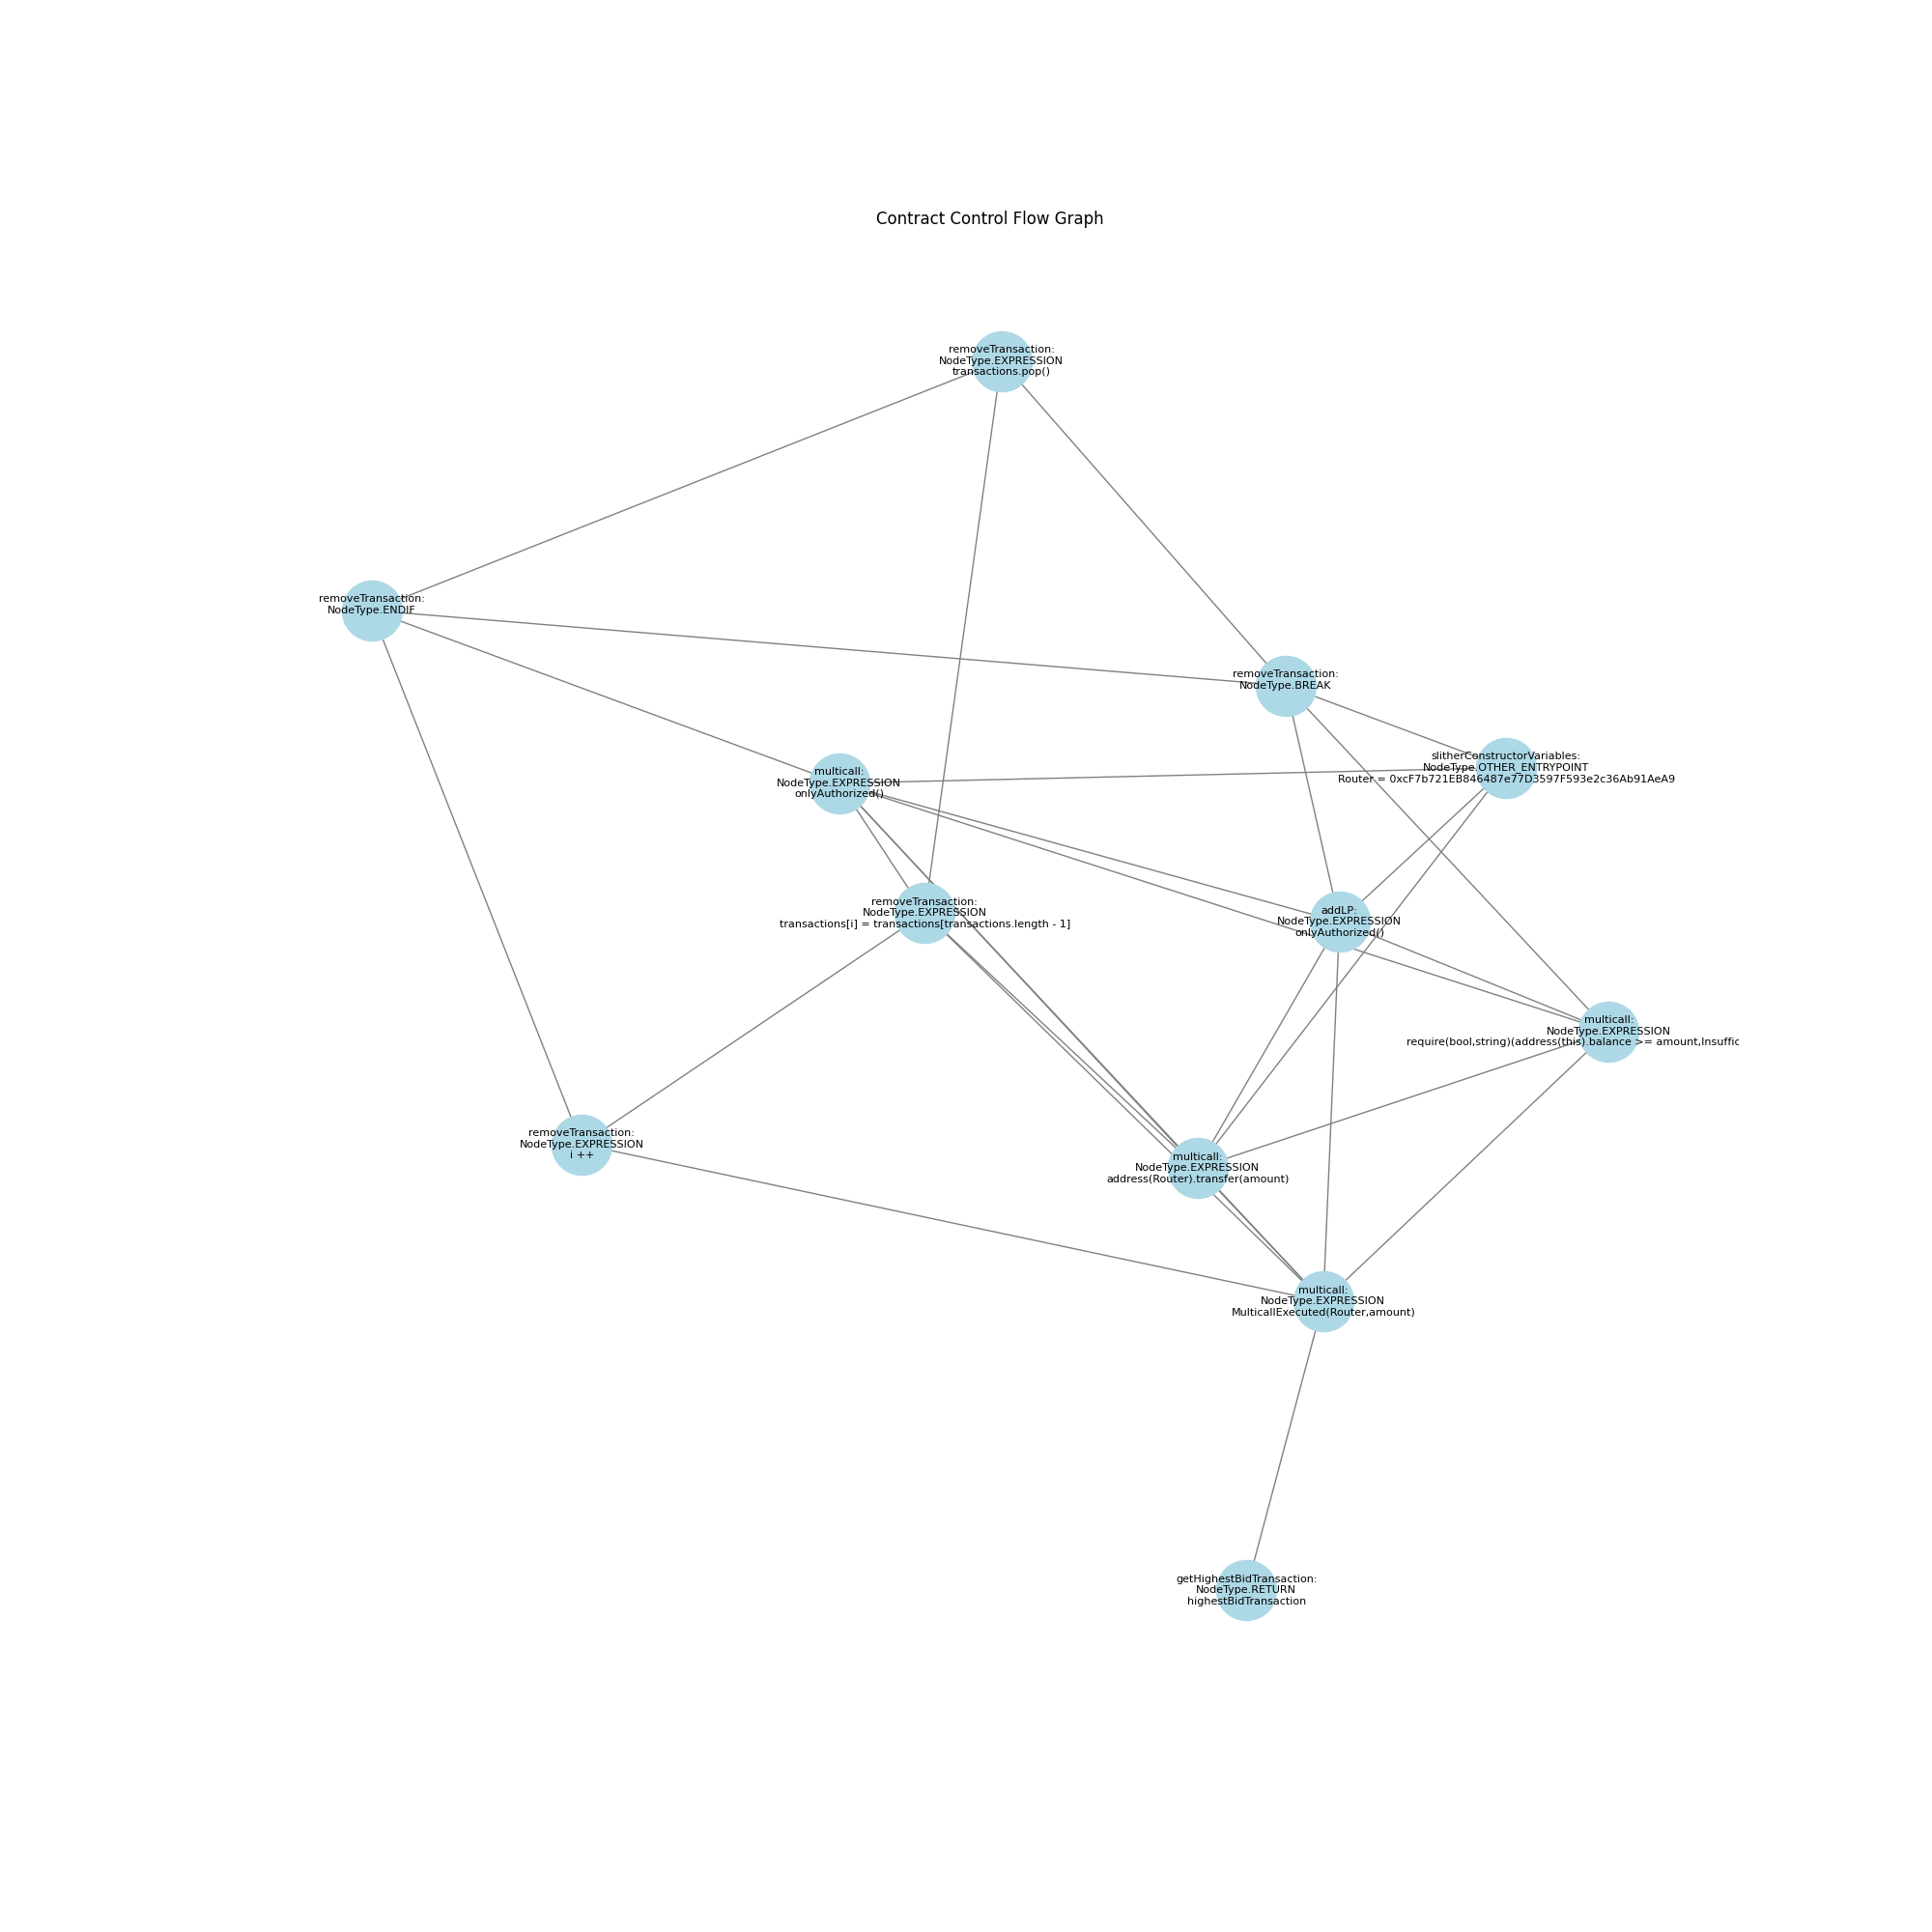 Contract Control Flow Graph
removeTransaction:
NodeType.EXPRESSION
transactions.pop()
removeTransaction:
NodeType.ENDIF
removeTransaction:
NodeType.BREAK
slitherConstructorVariables:
NodeType.OTHER_ENTRYPOINT
Router = 0xcF7b721EB846487e77D3597F593e2c36Ab91AeA9
multicall:
NodeType.EXPRESSION
onlyAuthorized()
removeTransaction:
NodeType.EXPRESSION
transactions[i] = transactions[transactions.length - 1]
addLP:
NodeType.EXPRESSION
onlyAuthorized()
multicall:
NodeType.EXPRESSION
require(bool,string)(address(this).balance >= amount,Insuffic
removeTransaction:
NodeType.EXPRESSION
i ++
multicall:
NodeType.EXPRESSION
address(Router).transfer(amount)
multicall:
NodeType.EXPRESSION
MulticallExecuted(Router,amount)
getHighestBidTransaction:
NodeType.RETURN
highestBidTransaction